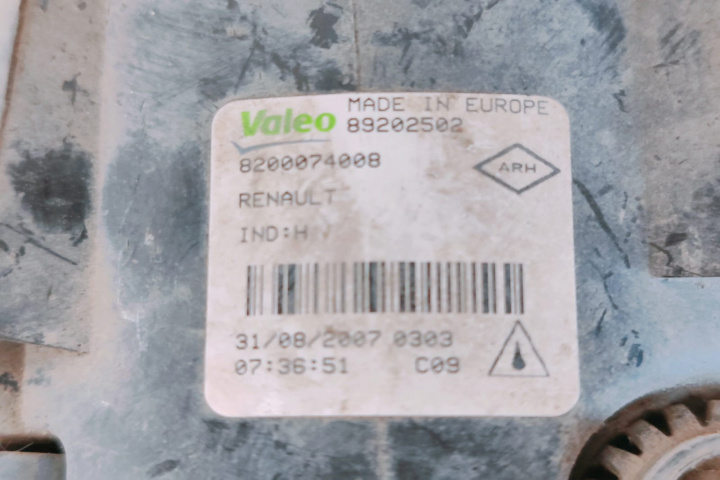 MADE IN EUROPE
Valeo 89202502
8200074008
ARH
RENAULT
IND:H
31/08/2007 0303
07:36:51 C09